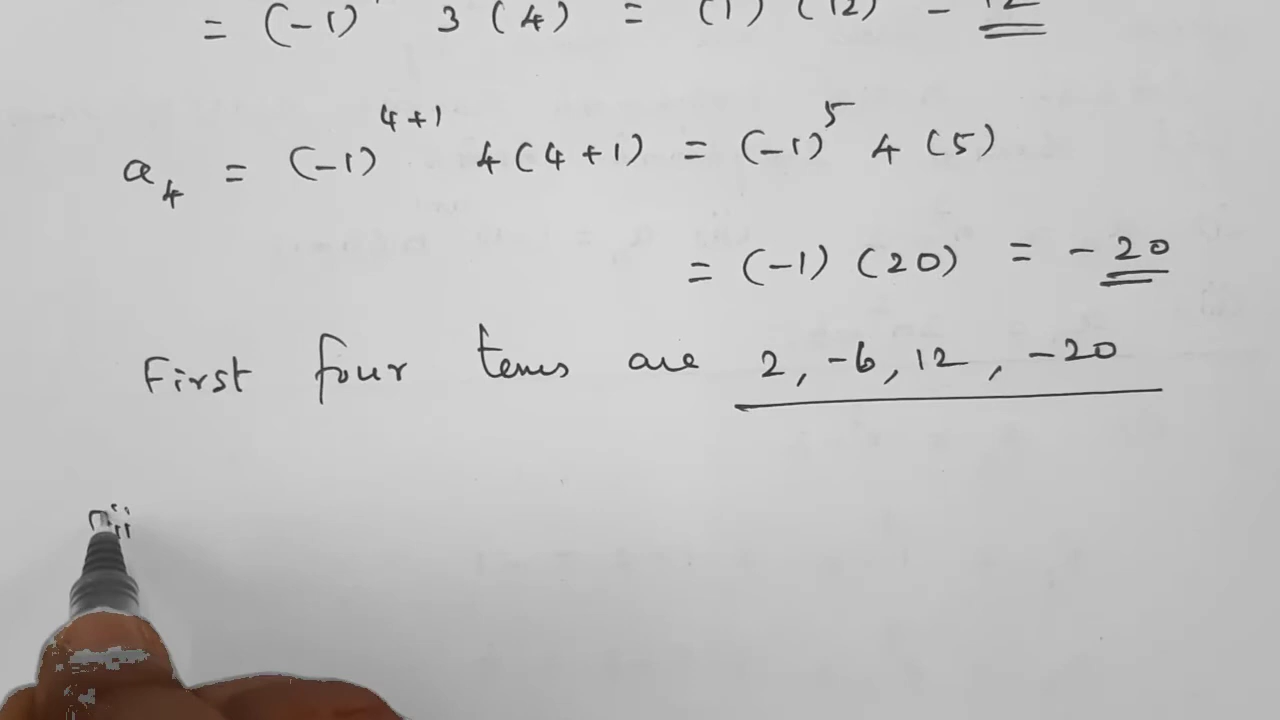 = (-1) 3 (4) = (1) (12) = 12
a₄ = (-1)⁴⁺¹ 4(4+1) = (-1)⁵ 4 (5)
= (-1) (20) = -20
First four terms are 2, -6, 12, -20
ii